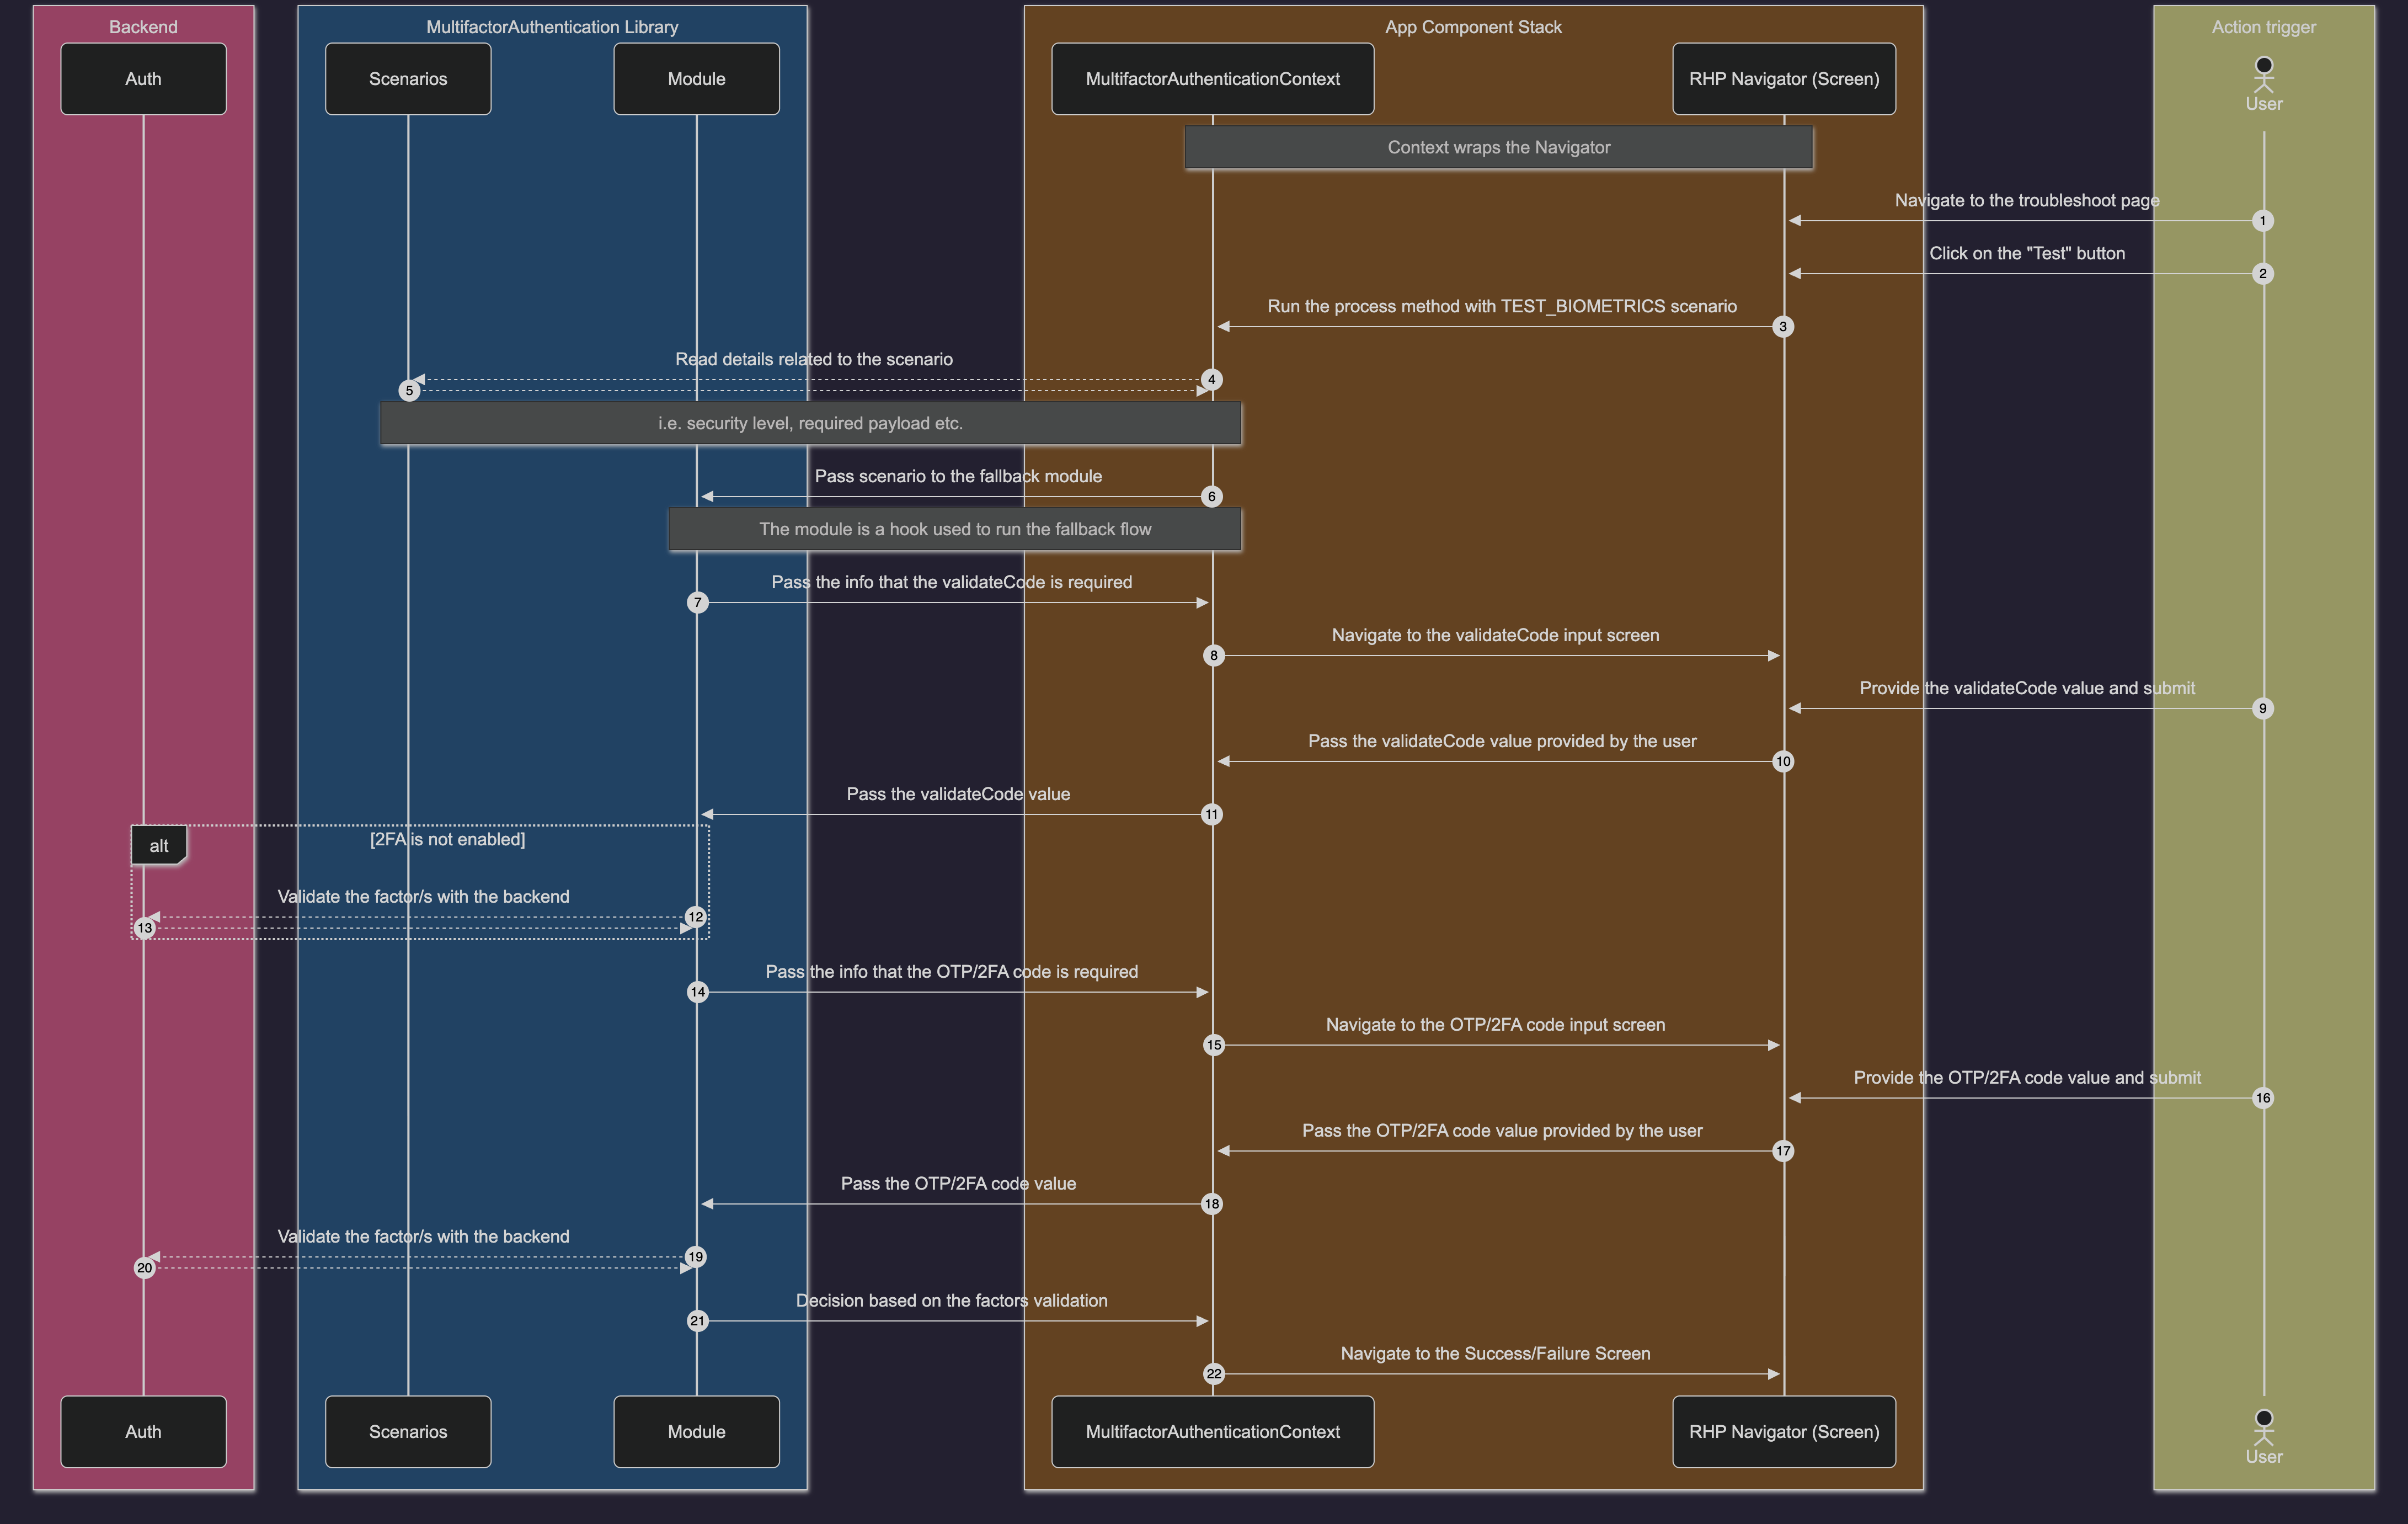 Backend
MultifactorAuthentication Library
App Component Stack
Action trigger
Auth
Scenarios
Module
MultifactorAuthenticationContext
RHP Navigator (Screen)
User
Context wraps the Navigator
Navigate to the troubleshoot page
1
Click on the "Test" button
2
Run the process method with TEST_BIOMETRICS scenario
3
Read details related to the scenario
4
5
i.e. security level, required payload etc.
Pass scenario to the fallback module
6
The module is a hook used to run the fallback flow
Pass the info that the validateCode is required
7
Navigate to the validateCode input screen
8
Provide the validateCode value and submit
9
Pass the validateCode value provided by the user
10
Pass the validateCode value
11
alt
[2FA is not enabled]
Validate the factor/s with the backend
12
13
Pass the info that the OTP/2FA code is required
14
Navigate to the OTP/2FA code input screen
15
Provide the OTP/2FA code value and submit
16
Pass the OTP/2FA code value provided by the user
17
Pass the OTP/2FA code value
18
Validate the factor/s with the backend
19
20
Decision based on the factors validation
21
Navigate to the Success/Failure Screen
22
Auth
Scenarios
Module
MultifactorAuthenticationContext
RHP Navigator (Screen)
User